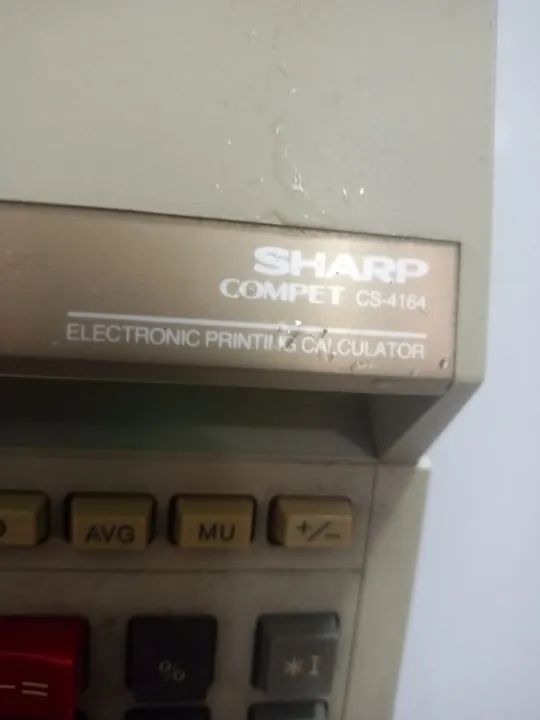 SHARP
COMPET CS-4164
ELECTRONIC PRINTING CALCULATOR
AVG MU +/−
−= % *I